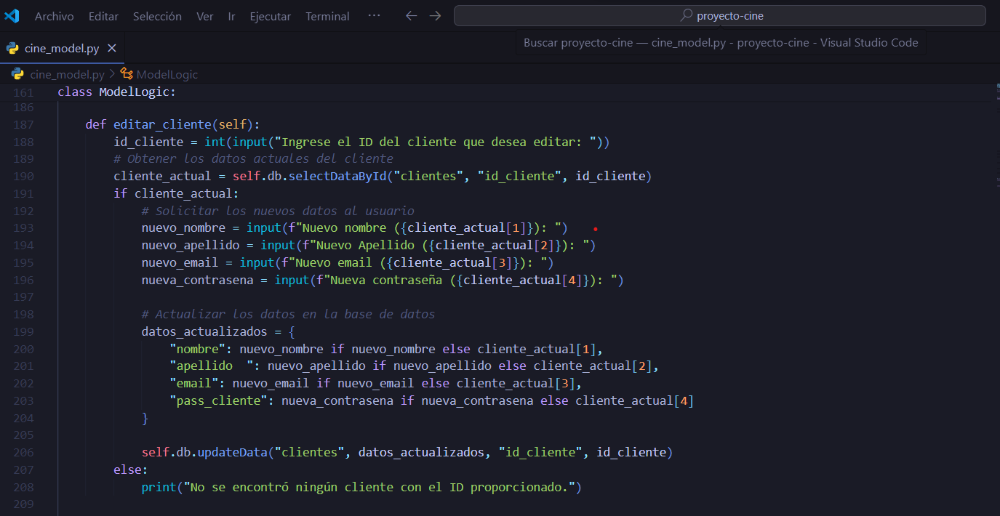 Archivo Editar Selección Ver Ir Ejecutar Terminal ··· ← → proyecto-cine
cine_model.py ×
Buscar proyecto-cine — cine_model.py - proyecto-cine - Visual Studio Code
cine_model.py > ModelLogic
161 class ModelLogic:
186
187     def editar_cliente(self):
188         id_cliente = int(input("Ingrese el ID del cliente que desea editar: "))
189         # Obtener los datos actuales del cliente
190         cliente_actual = self.db.selectDataById("clientes", "id_cliente", id_cliente)
191         if cliente_actual:
192             # Solicitar los nuevos datos al usuario
193             nuevo_nombre = input(f"Nuevo nombre ({cliente_actual[1]}): ")
194             nuevo_apellido = input(f"Nuevo Apellido ({cliente_actual[2]}): ")
195             nuevo_email = input(f"Nuevo email ({cliente_actual[3]}): ")
196             nueva_contrasena = input(f"Nueva contraseña ({cliente_actual[4]}): ")
197
198             # Actualizar los datos en la base de datos
199             datos_actualizados = {
200                 "nombre": nuevo_nombre if nuevo_nombre else cliente_actual[1],
201                 "apellido  ": nuevo_apellido if nuevo_apellido else cliente_actual[2],
202                 "email": nuevo_email if nuevo_email else cliente_actual[3],
203                 "pass_cliente": nueva_contrasena if nueva_contrasena else cliente_actual[4]
204             }
205
206             self.db.updateData("clientes", datos_actualizados, "id_cliente", id_cliente)
207         else:
208             print("No se encontró ningún cliente con el ID proporcionado.")
209